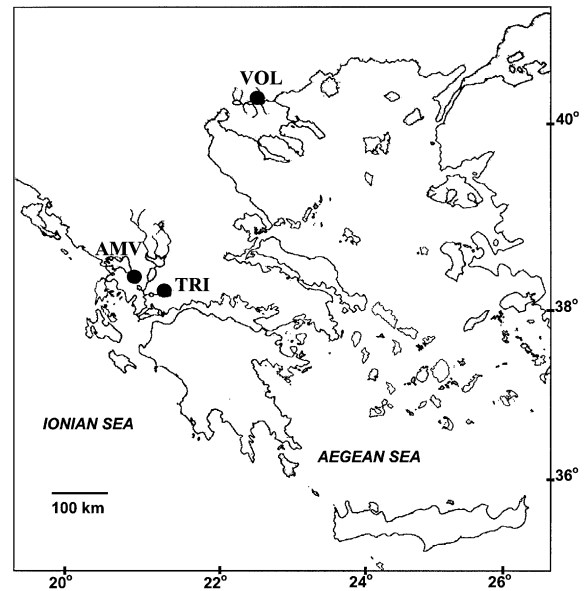 VOL
40°
AMV
TRI
38°
IONIAN SEA
AEGEAN SEA
36°
100 km
20°
22°
24°
26°